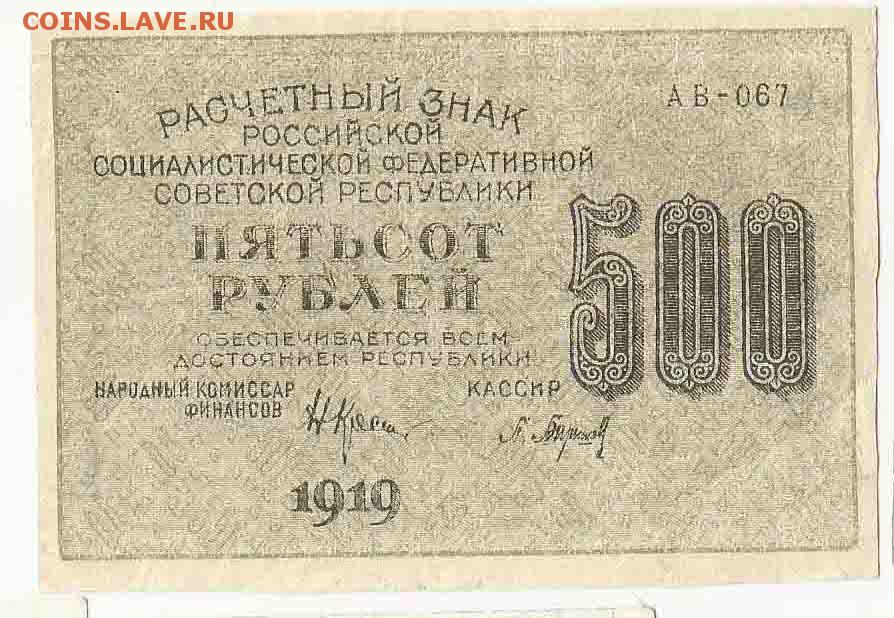 COINS.LAVE.RU
РАСЧЕТНЫЙ ЗНАК
АВ-067
РОССИЙСКОЙ
СОЦИАЛИСТИЧЕСКОЙ ФЕДЕРАТИВНОЙ
СОВЕТСКОЙ РЕСПУБЛИКИ
ПЯТЬСОТ
РУБЛЕЙ
500
ОБЕСПЕЧИВАЕТСЯ ВСЕМ
ДОСТОЯНИЕМ РЕСПУБЛИКИ
НАРОДНЫЙ КОМИССАР
ФИНАНСОВ
КАССИР
1919